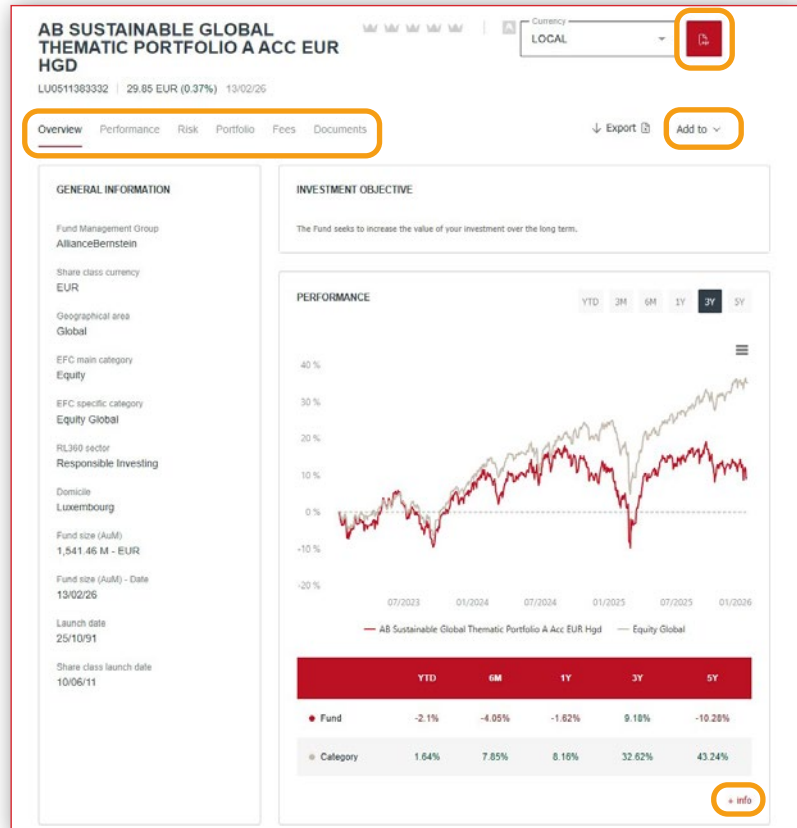 AB SUSTAINABLE GLOBAL
THEMATIC PORTFOLIO A ACC EUR
HGD
Currency
LOCAL
LU0511383332 | 29.85 EUR (0.37%) 13/02/26
Overview Performance Risk Portfolio Fees Documents
Export
Add to
GENERAL INFORMATION
Fund Management Group
AllianceBernstein
Share class currency
EUR
Geographical area
Global
EFC main category
Equity
EFC specific category
Equity Global
RL360 sector
Responsible Investing
Domicile
Luxembourg
Fund size (AuM)
1,541.46 M - EUR
Fund size (AuM) - Date
13/02/26
Launch date
25/10/91
Share class launch date
10/06/11
INVESTMENT OBJECTIVE
The Fund seeks to increase the value of your investment over the long term.
PERFORMANCE
YTD 3M 6M 1Y 3Y 5Y
40 %
30 %
20 %
10 %
0 %
-10 %
-20 %
07/2023 01/2024 07/2024 01/2025 07/2025 01/2026
AB Sustainable Global Thematic Portfolio A Acc EUR Hgd Equity Global
YTD 6M 1Y 3Y 5Y
Fund -2.1% -4.05% -1.62% 9.18% -10.28%
Category 1.64% 7.85% 8.16% 32.62% 43.24%
+ info